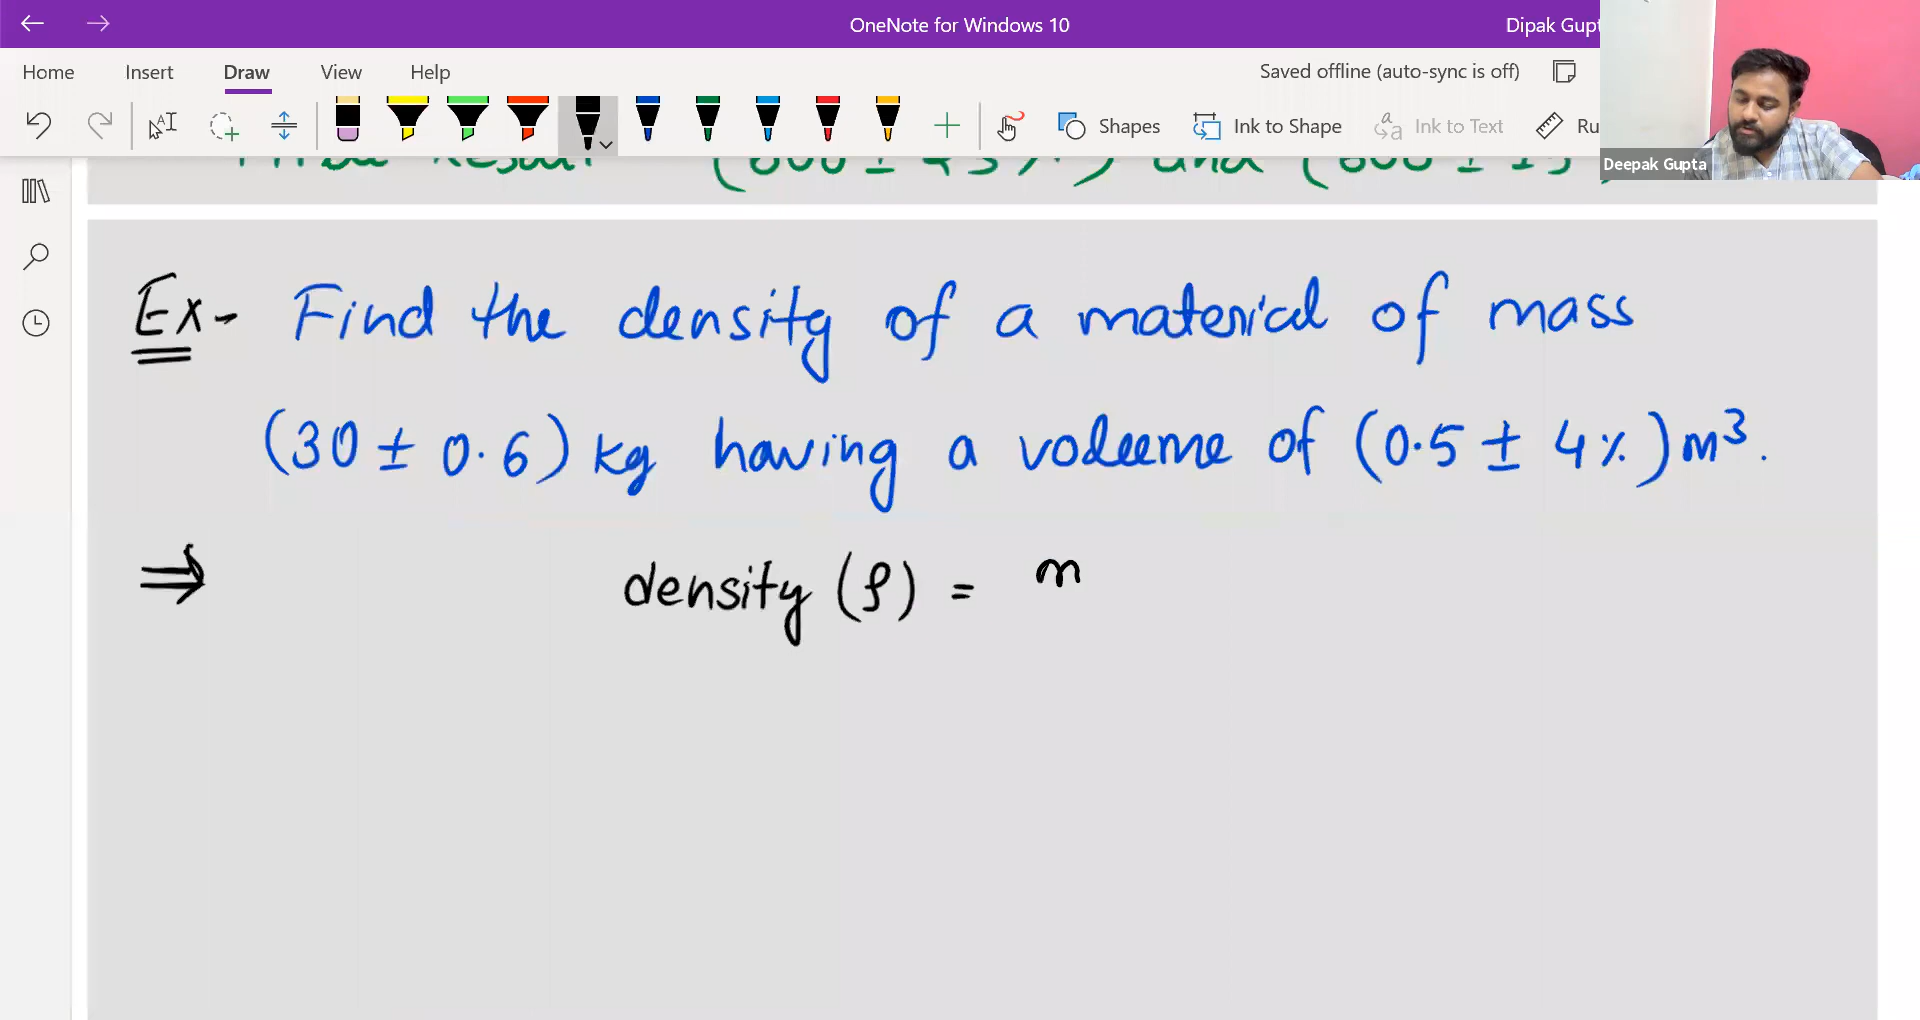 OneNote for Windows 10
Dipak Gupt
Home Insert Draw View Help
Saved offline (auto-sync is off)
Shapes Ink to Shape Ink to Text Ru
Deepak Gupta
and
Ex- Find the density of a material of mass
(30 ± 0.6) kg having a voleeme of (0.5 ± 4%) m³.
⇒ density (ρ) = m